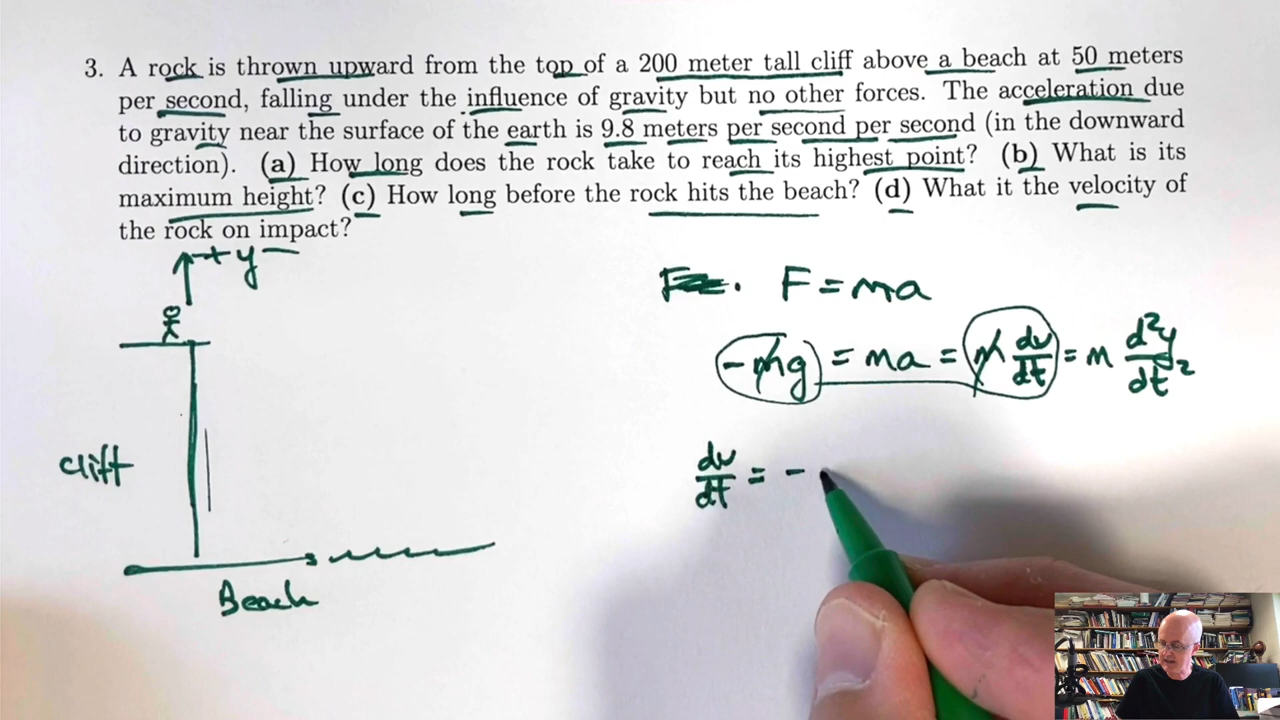 3. A rock is thrown upward from the top of a 200 meter tall cliff above a beach at 50 meters
per second, falling under the influence of gravity but no other forces. The acceleration due
to gravity near the surface of the earth is 9.8 meters per second per second (in the downward
direction). (a) How long does the rock take to reach its highest point? (b) What is its
maximum height? (c) How long before the rock hits the beach? (d) What it the velocity of
the rock on impact?
+y
F = ma
-mg = ma = m dv/dt = m d²y/dt²
Cliff
dv/dt = -
Beach